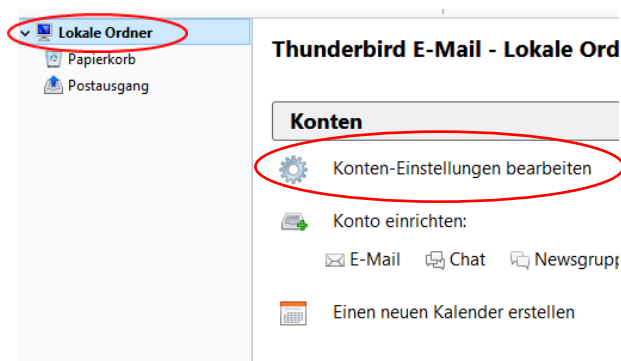 Lokale Ordner
Papierkorb
Postausgang
Thunderbird E-Mail - Lokale Ord
Konten
Konten-Einstellungen bearbeiten
Konto einrichten:
E-Mail Chat Newsgrupp
Einen neuen Kalender erstellen